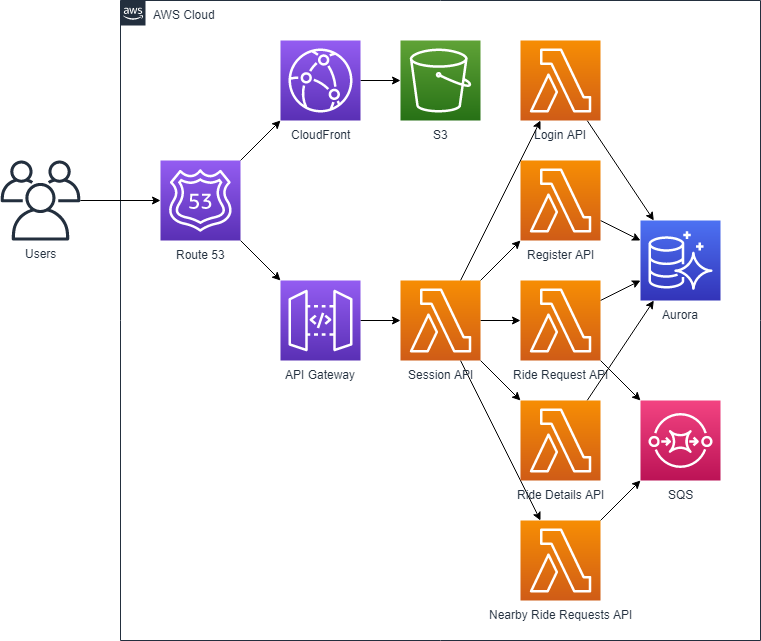 aws
AWS Cloud
CloudFront
S3
Login API
53
Users
Route 53
Register API
Aurora
</>
API Gateway
Session API
Ride Request API
Ride Details API
SQS
Nearby Ride Requests API